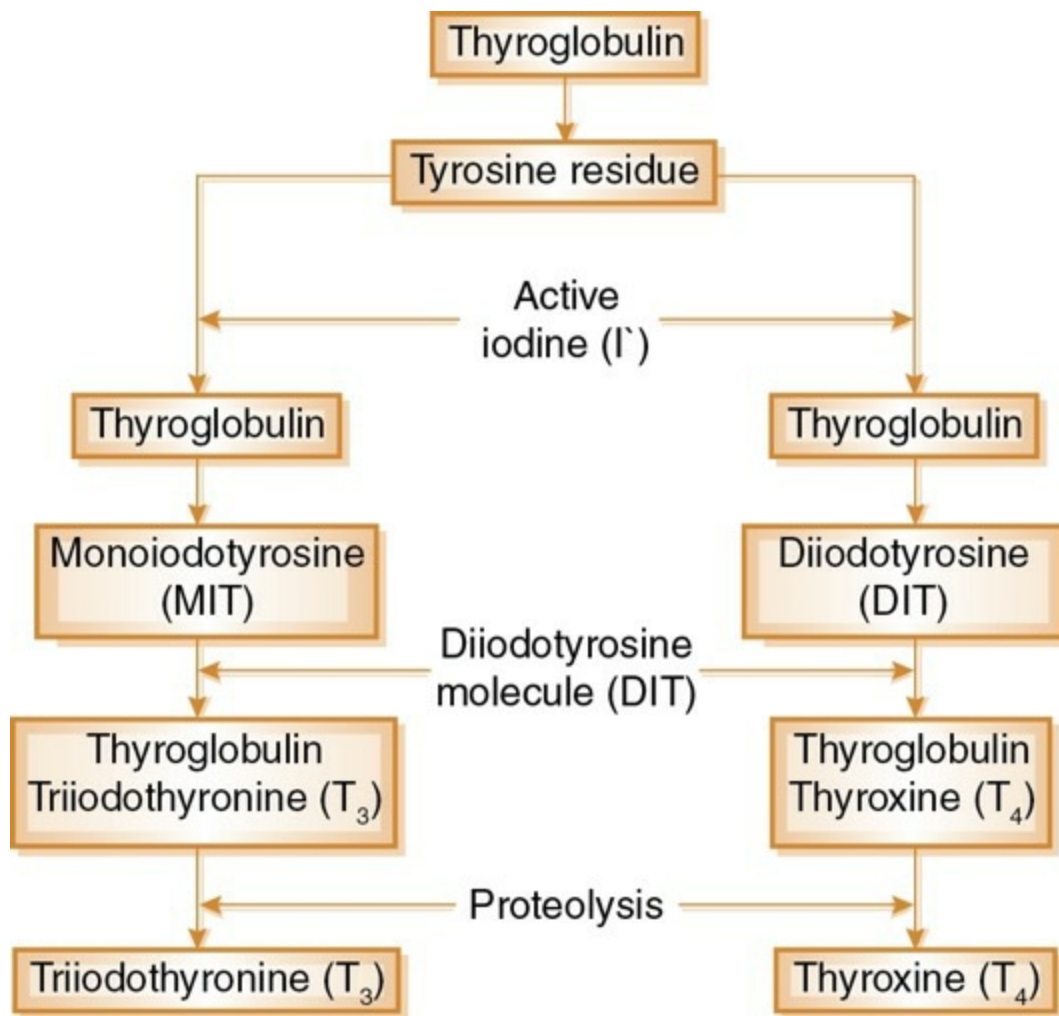 Thyroglobulin
Tyrosine residue
Active
iodine (I`)
Thyroglobulin
Thyroglobulin
Monoiodotyrosine
(MIT)
Diiodotyrosine
(DIT)
Diiodotyrosine
molecule (DIT)
Thyroglobulin
Triiodothyronine (T₃)
Thyroglobulin
Thyroxine (T₄)
Proteolysis
Triiodothyronine (T₃)
Thyroxine (T₄)